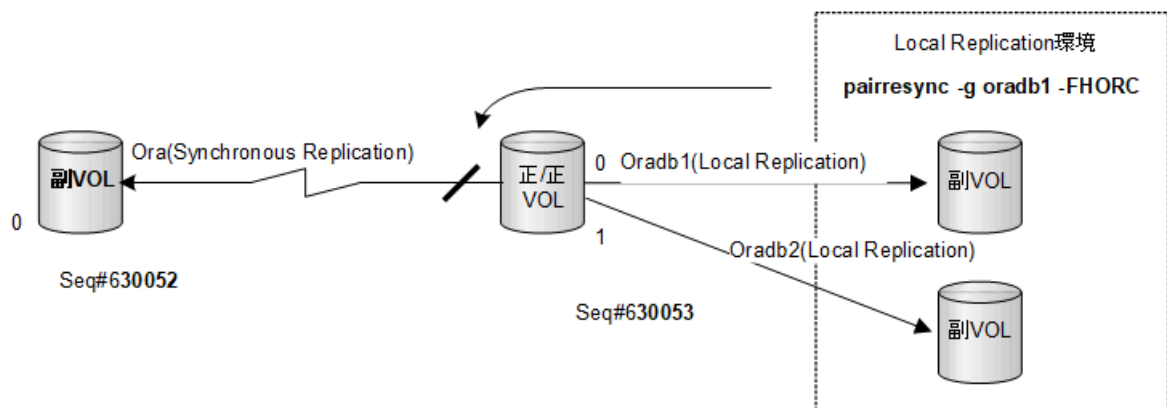 Local Replication環境
pairresync -g oradb1 -FHORC
Ora(Synchronous Replication)
副VOL
0
Seq#630052
正/正
VOL
0
1
Seq#630053
Oradb1(Local Replication)
副VOL
Oradb2(Local Replication)
副VOL